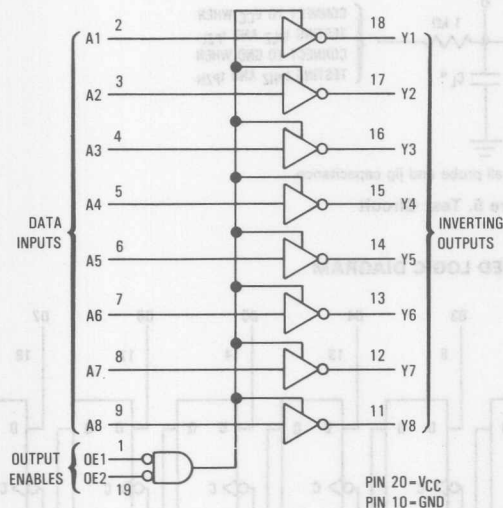 A1 2 18 Y1
A2 3 17 Y2
A3 4 16 Y3
A4 5 15 Y4
DATA INPUTS
INVERTING OUTPUTS
A5 6 14 Y5
A6 7 13 Y6
A7 8 12 Y7
A8 9 11 Y8
OUTPUT ENABLES
OE1 1
OE2 19
PIN 20=VCC
PIN 10=GND